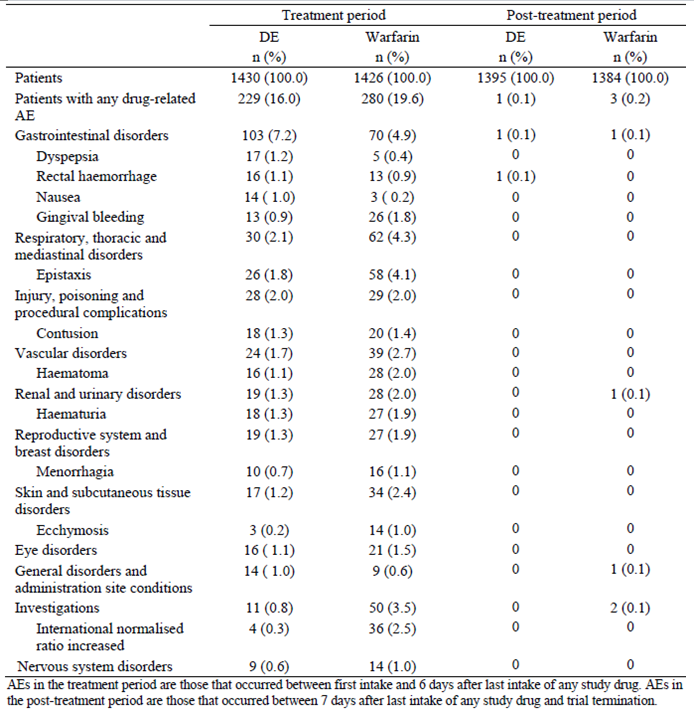 Treatment period Post-treatment period
DE Warfarin DE Warfarin
n (%) n (%) n (%) n (%)
Patients 1430 (100.0) 1426 (100.0) 1395 (100.0) 1384 (100.0)
Patients with any drug-related 229 (16.0) 280 (19.6) 1 (0.1) 3 (0.2)
AE
Gastrointestinal disorders 103 (7.2) 70 (4.9) 1 (0.1) 1 (0.1)
Dyspepsia 17 (1.2) 5 (0.4) 0 0
Rectal haemorrhage 16 (1.1) 13 (0.9) 1 (0.1) 0
Nausea 14 ( 1.0) 3 ( 0.2) 0 0
Gingival bleeding 13 (0.9) 26 (1.8) 0 0
Respiratory, thoracic and 30 (2.1) 62 (4.3) 0 0
mediastinal disorders
Epistaxis 26 (1.8) 58 (4.1) 0 0
Injury, poisoning and 28 (2.0) 29 (2.0) 0 0
procedural complications
Contusion 18 (1.3) 20 (1.4) 0 0
Vascular disorders 24 (1.7) 39 (2.7) 0 0
Haematoma 16 (1.1) 28 (2.0) 0 0
Renal and urinary disorders 19 (1.3) 28 (2.0) 0 1 (0.1)
Haematuria 18 (1.3) 27 (1.9) 0 0
Reproductive system and 19 (1.3) 27 (1.9) 0 0
breast disorders
Menorrhagia 10 (0.7) 16 (1.1) 0 0
Skin and subcutaneous tissue 17 (1.2) 34 (2.4) 0 0
disorders
Ecchymosis 3 (0.2) 14 (1.0) 0 0
Eye disorders 16 ( 1.1) 21 (1.5) 0 0
General disorders and 14 ( 1.0) 9 (0.6) 0 1 (0.1)
administration site conditions
Investigations 11 (0.8) 50 (3.5) 0 2 (0.1)
International normalised 4 (0.3) 36 (2.5) 0 0
ratio increased
Nervous system disorders 9 (0.6) 14 (1.0) 0 0
AEs in the treatment period are those that occurred between first intake and 6 days after last intake of any study drug. AEs in
the post-treatment period are those that occurred between 7 days after last intake of any study drug and trial termination.